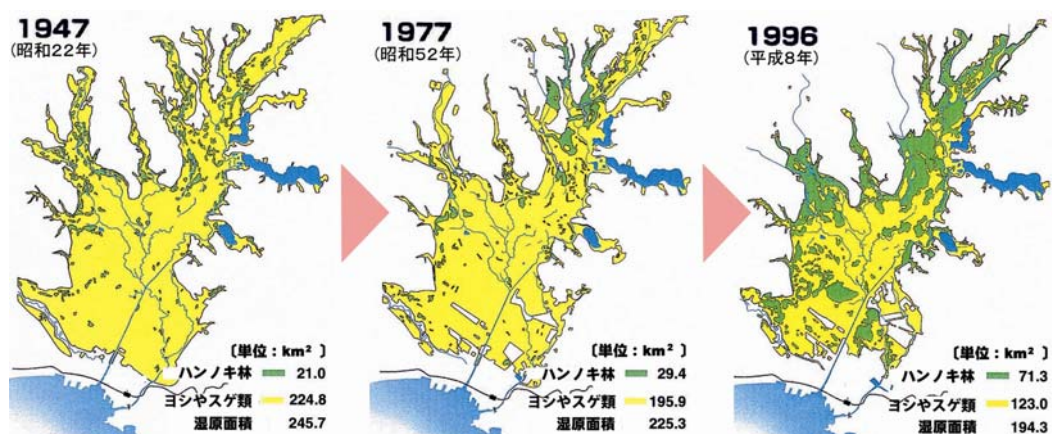 1947
(昭和22年)
〔単位:km²〕
ハンノキ林 21.0
ヨシやスゲ類 224.8
湿原面積 245.7
1977
(昭和52年)
〔単位:km²〕
ハンノキ林 29.4
ヨシやスゲ類 195.9
湿原面積 225.3
1996
(平成8年)
〔単位:km²〕
ハンノキ林 71.3
ヨシやスゲ類 123.0
湿原面積 194.3